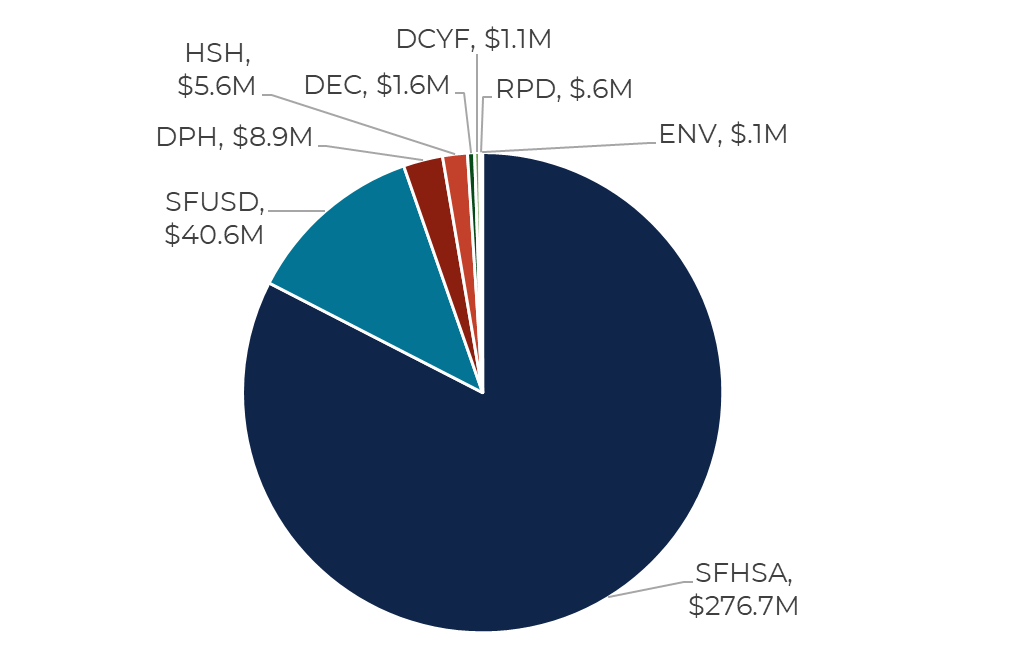 DCYF, $1.1M
HSH,
$5.6M
DEC, $1.6M
RPD, $.6M
DPH, $8.9M
ENV, $.1M
SFUSD,
$40.6M
SFHSA,
$276.7M